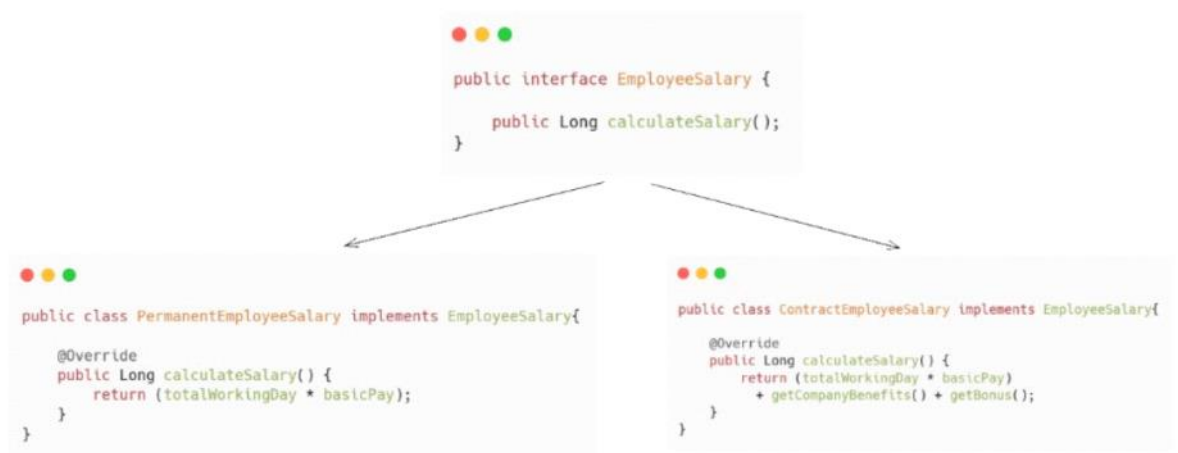 public interface EmployeeSalary {
    public Long calculateSalary();
}
public class PermanentEmployeeSalary implements EmployeeSalary{
    @Override
    public Long calculateSalary() {
        return (totalWorkingDay * basicPay);
    }
}
public class ContractEmployeeSalary implements EmployeeSalary{
    @Override
    public Long calculateSalary() {
        return (totalWorkingDay * basicPay)
          + getCompanyBenefits() + getBonus();
    }
}